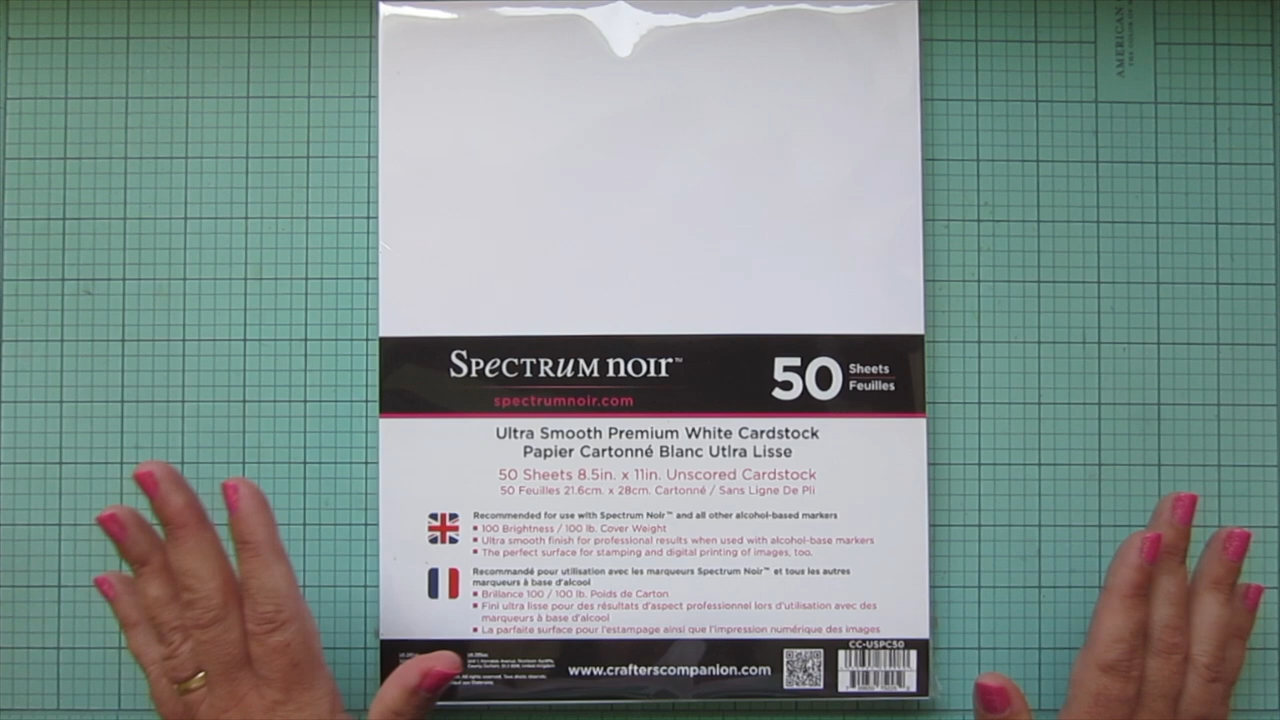 AMERICAN
SPECTRUM NOIR™
spectrumnoir.com
50 Sheets
Feuilles
Ultra Smooth Premium White Cardstock
Papier Cartonné Blanc Utlra Lisse
50 Sheets 8.5in. x 11in. Unscored Cardstock
50 Feuilles 21.6cm. x 28cm. Cartonné / Sans Ligne De Pli
Recommended for use with Spectrum Noir™ and all other alcohol-based markers
▪ 100 Brightness / 100 lb. Cover Weight
▪ Ultra smooth finish for professional results when used with alcohol-base markers
▪ The perfect surface for stamping and digital printing of images, too.
Recommandé pour utilisation avec les marqueurs Spectrum Noir™ et tous les autres
marqueurs à base d'alcool
▪ Brillance 100 / 100 lb. Poids de Carton
▪ Fini ultra lisse pour des résultats d'aspect professionnel lors d'utilisation avec des
marqueurs à base d'alcool
▪ La parfaite surface pour l'estampage ainsi que l'impression numérique des images
CC-USPC50
www.crafterscompanion.com